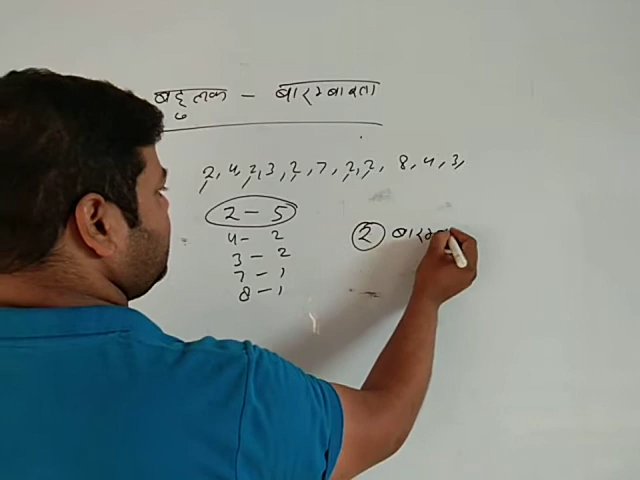 बहुलक - बारम्बारता
2, 4, 2, 3, 2, 7, 2, 2, 8, 4, 3,
2 - 5
4 - 2
3 - 2
7 - 1
8 - 1
2